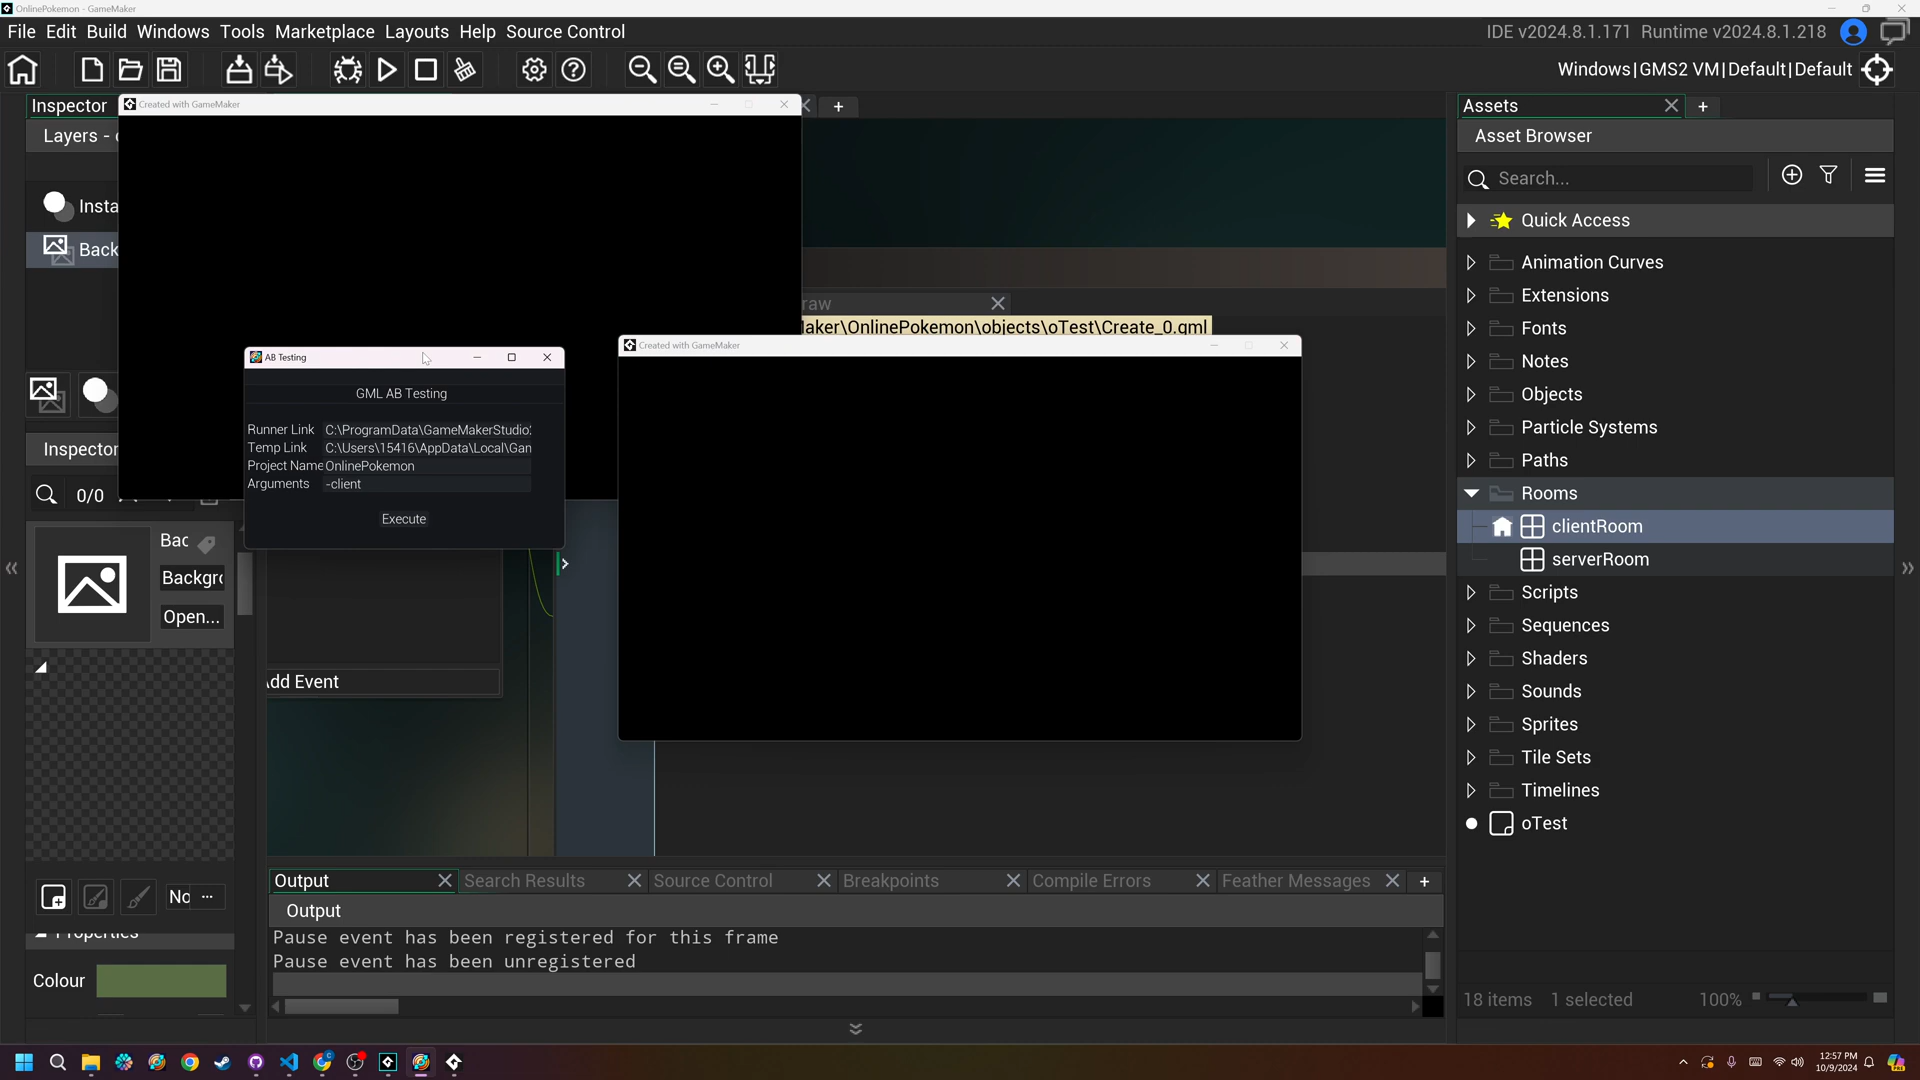 OnlinePokemon - GameMaker
File Edit Build Windows Tools Marketplace Layouts Help Source Control
IDE v2024.8.1.171 Runtime v2024.8.1.218
Windows|GMS2 VM|Default|Default
Inspector
Layers -
Insta
Back
Created with GameMaker
raw
aker\OnlinePokemon\objects\oTest\Create_0.gml
AB Testing
GML AB Testing
Runner Link C:\ProgramData\GameMakerStudio
Temp Link C:\Users\15416\AppData\Local\Gan
Project Name OnlinePokemon
Arguments -client
Execute
Created with GameMaker
Inspector
0/0
Bac
Backgro
Open...
dd Event
No ...
Properties
Colour
Output
Search Results
Source Control
Breakpoints
Compile Errors
Feather Messages
Output
Pause event has been registered for this frame
Pause event has been unregistered
Assets
Asset Browser
Search...
Quick Access
Animation Curves
Extensions
Fonts
Notes
Objects
Particle Systems
Paths
Rooms
clientRoom
serverRoom
Scripts
Sequences
Shaders
Sounds
Sprites
Tile Sets
Timelines
oTest
18 items 1 selected 100%
12:57 PM
10/9/2024